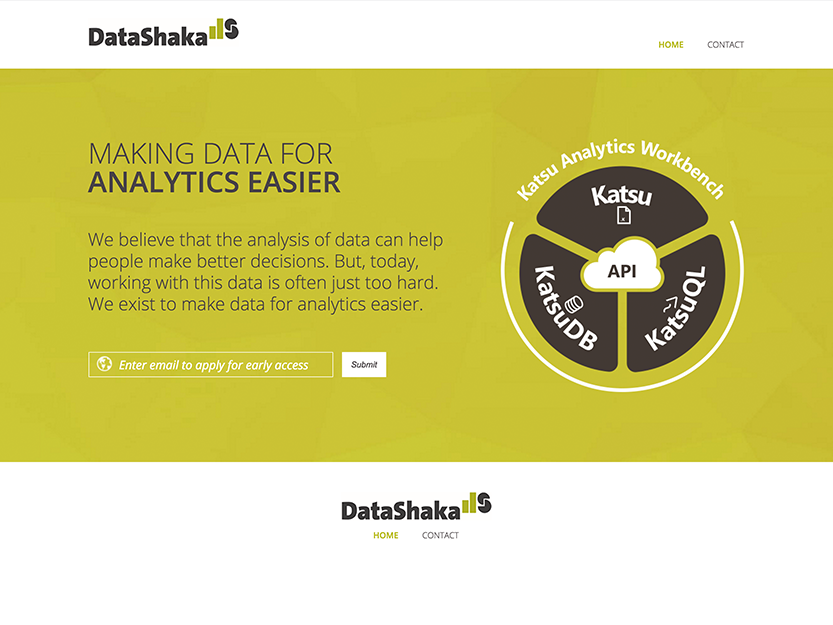 DataShaka
HOME CONTACT
MAKING DATA FOR
ANALYTICS EASIER
We believe that the analysis of data can help
people make better decisions. But, today,
working with this data is often just too hard.
We exist to make data for analytics easier.
Enter email to apply for early access
Submit
Katsu Analytics Workbench
Katsu
x
API
KatsuDB
KatsuQL
DataShaka
HOME CONTACT